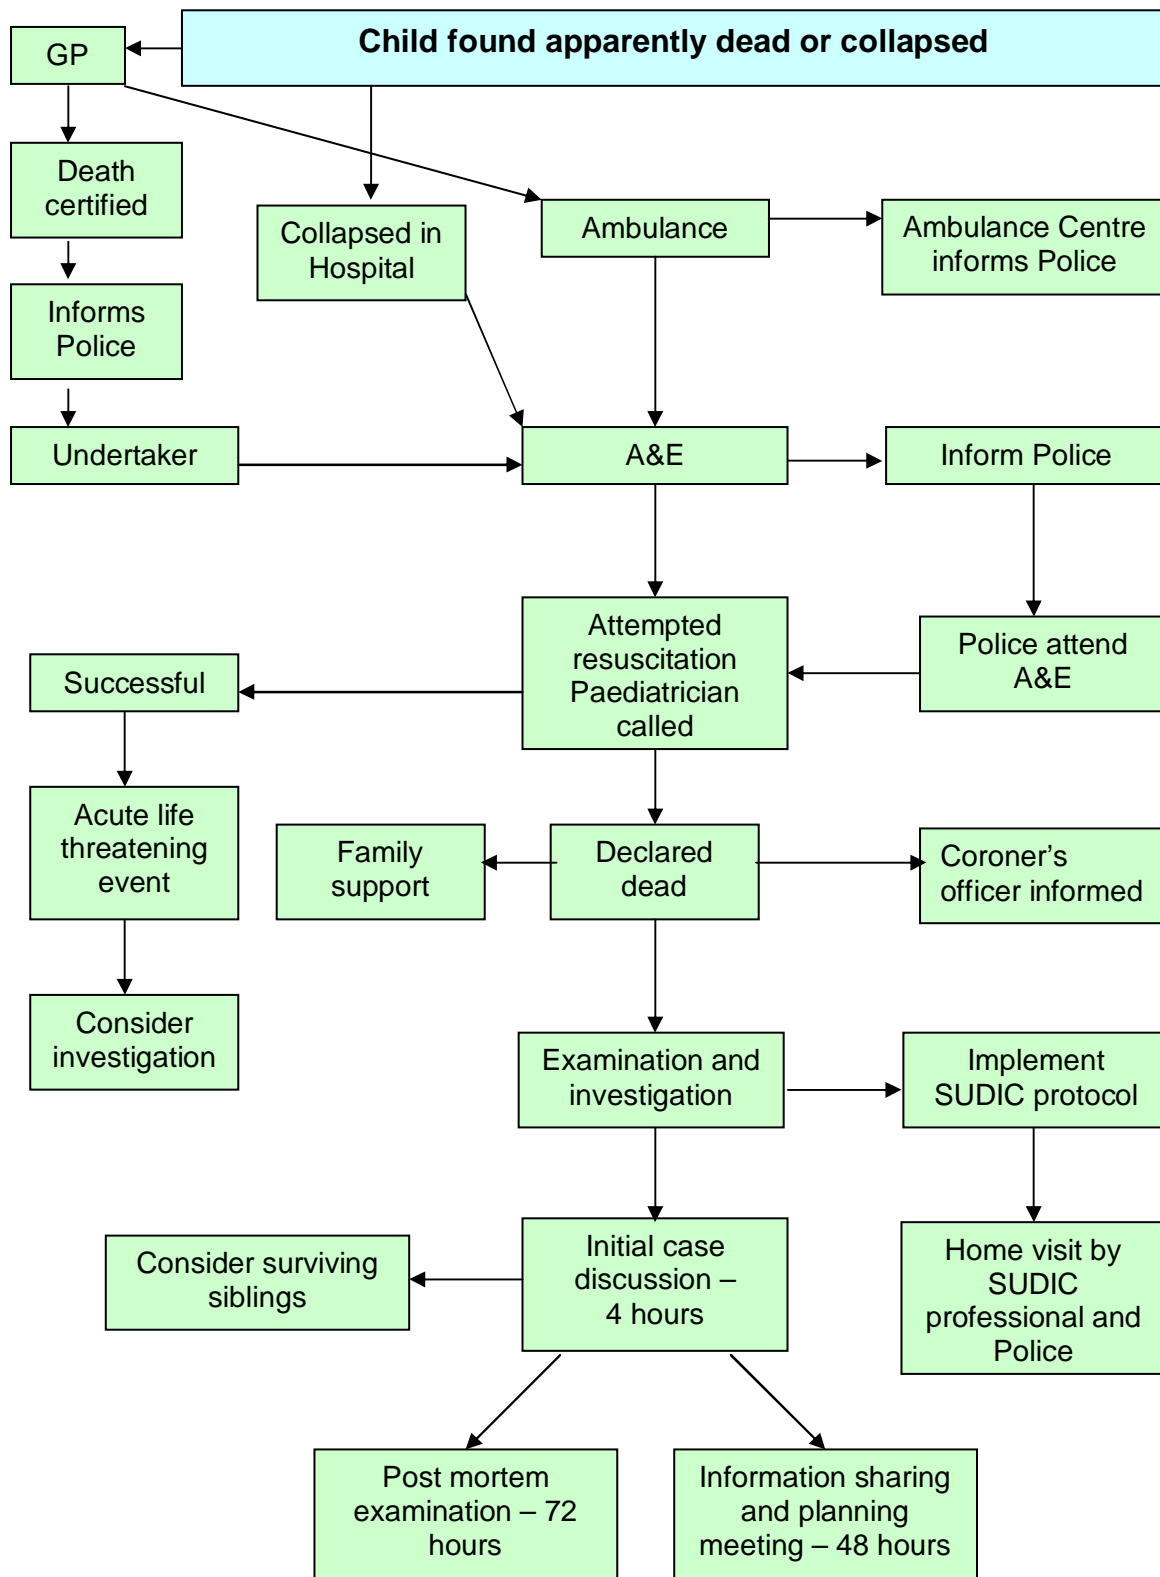 Child found apparently dead or collapsed
GP
Death
certified
Collapsed in
Hospital
Ambulance
Ambulance Centre
informs Police
Informs
Police
Undertaker
A&E
Inform Police
Attempted
resuscitation
Paediatrician
called
Police attend
A&E
Successful
Acute life
threatening
event
Family
support
Declared
dead
Coroner’s
officer informed
Consider
investigation
Examination and
investigation
Implement
SUDIC protocol
Consider surviving
siblings
Initial case
discussion –
4 hours
Home visit by
SUDIC
professional and
Police
Post mortem
examination – 72
hours
Information sharing
and planning
meeting – 48 hours